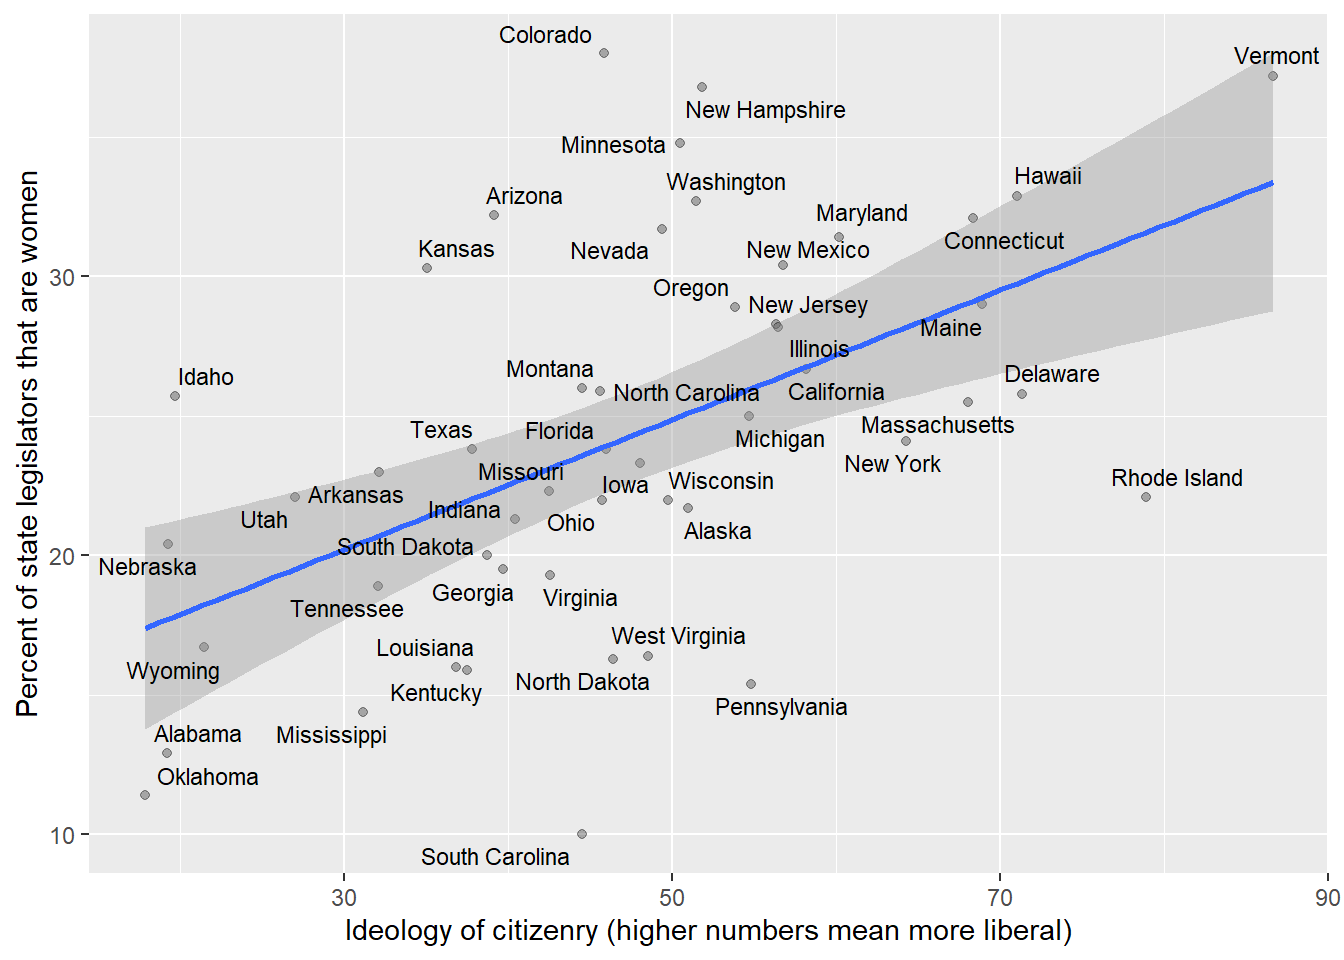 Colorado
Vermont
New Hampshire
Minnesota
Hawaii
Washington
Arizona
Maryland
Connecticut
Kansas
Nevada
New Mexico
30
Oregon
New Jersey
Maine
Illinois
Idaho
Montana
Delaware
North Carolina
California
Texas
Florida
Michigan
Massachusetts
New York
Missouri
Rhode Island
Arkansas
Iowa
Wisconsin
Utah
Indiana
Ohio
Alaska
20
South Dakota
Nebraska
Georgia
Virginia
Tennessee
West Virginia
Louisiana
Wyoming
North Dakota
Kentucky
Pennsylvania
Alabama
Mississippi
Oklahoma
10
South Carolina
30
50
70
90
Ideology of citizenry (higher numbers mean more liberal)
Percent of state legislators that are women